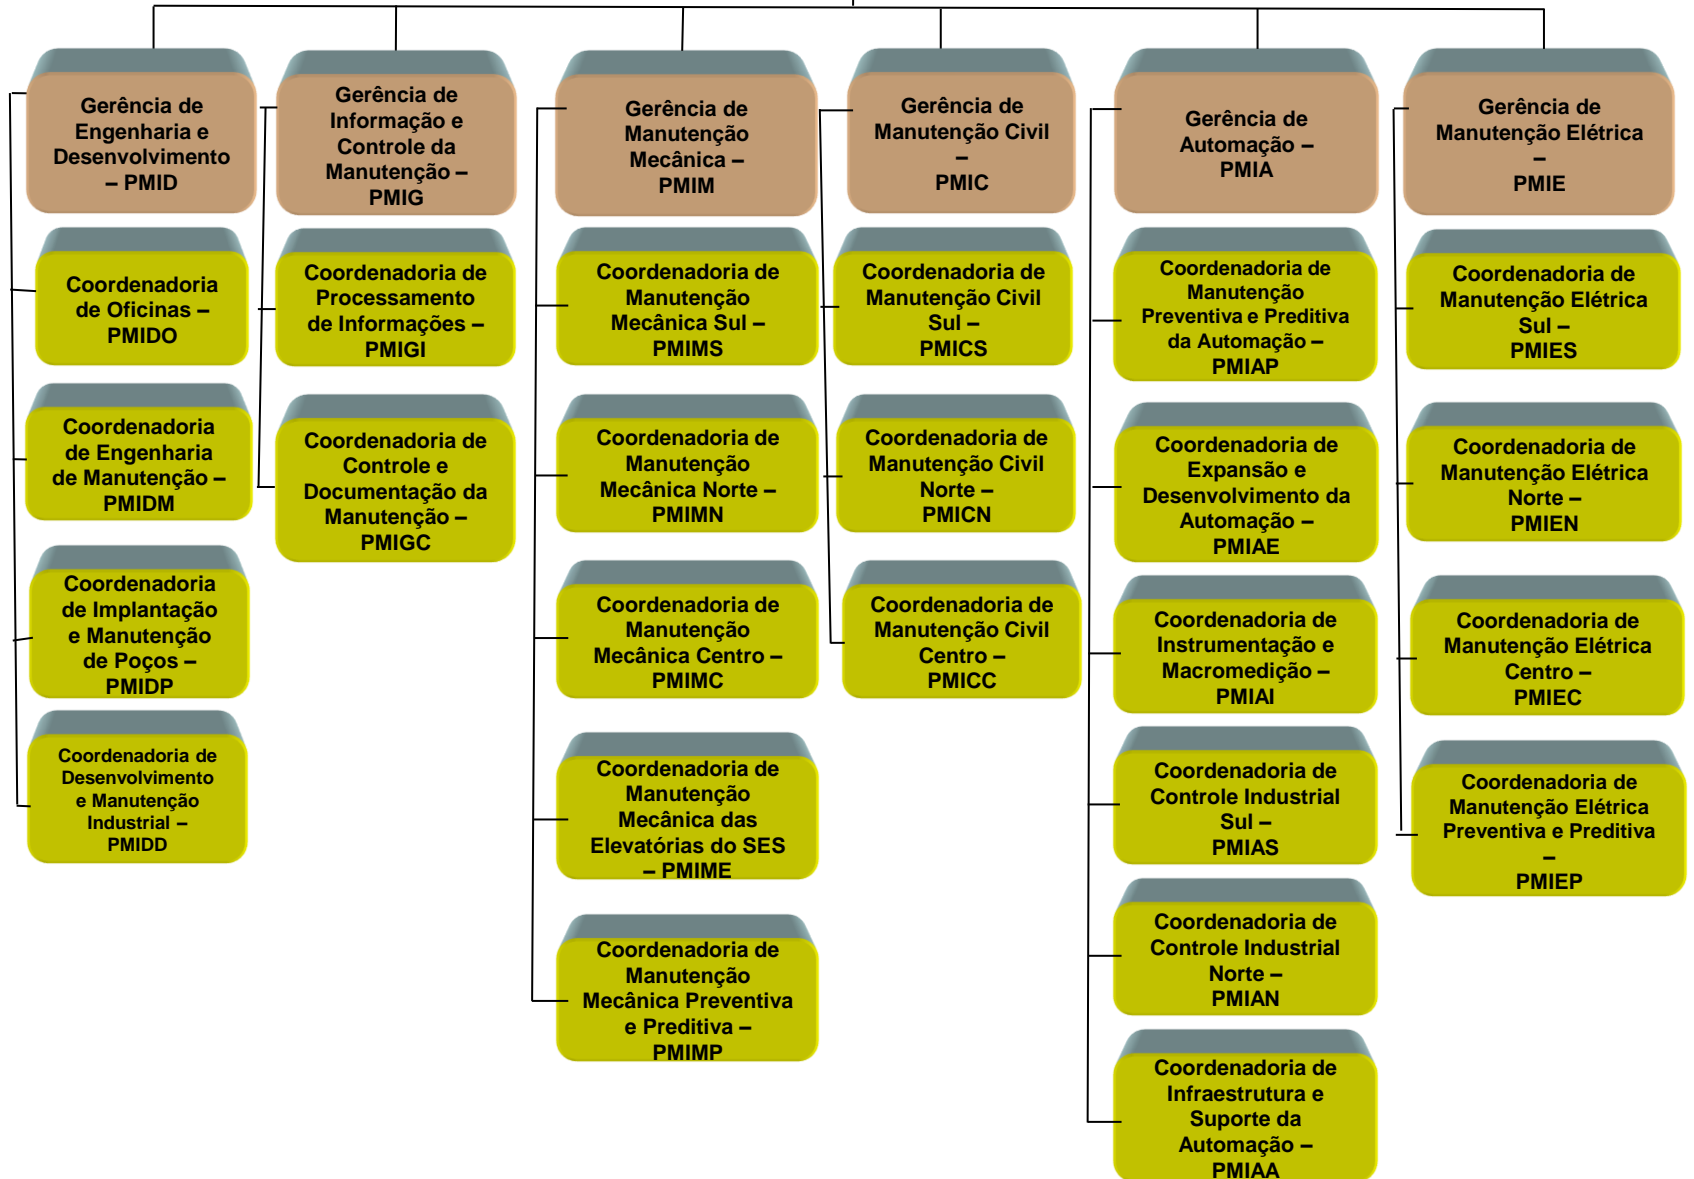 Gerência de
Engenharia e
Desenvolvimento
– PMID
Coordenadoria
de Oficinas –
PMIDO
Coordenadoria
de Engenharia
de Manutenção –
PMIDM
Coordenadoria
de Implantação
e Manutenção
de Poços –
PMIDP
Coordenadoria de
Desenvolvimento
e Manutenção
Industrial –
PMIDD
Gerência de
Informação e
Controle da
Manutenção –
PMIG
Coordenadoria de
Processamento
de Informações –
PMIGI
Coordenadoria de
Controle e
Documentação da
Manutenção –
PMIGC
Gerência de
Manutenção
Mecânica –
PMIM
Coordenadoria de
Manutenção
Mecânica Sul –
PMIMS
Coordenadoria de
Manutenção
Mecânica Norte –
PMIMN
Coordenadoria de
Manutenção
Mecânica Centro –
PMIMC
Coordenadoria de
Manutenção
Mecânica das
Elevatórias do SES
– PMIME
Coordenadoria de
Manutenção
Mecânica Preventiva
e Preditiva –
PMIMP
Gerência de
Manutenção Civil
–
PMIC
Coordenadoria de
Manutenção Civil
Sul –
PMICS
Coordenadoria de
Manutenção Civil
Norte –
PMICN
Coordenadoria de
Manutenção Civil
Centro –
PMICC
Gerência de
Automação –
PMIA
Coordenadoria de
Manutenção
Preventiva e Preditiva
da Automação –
PMIAP
Coordenadoria de
Expansão e
Desenvolvimento da
Automação –
PMIAE
Coordenadoria de
Instrumentação e
Macromedição –
PMIAI
Coordenadoria de
Controle Industrial
Sul –
PMIAS
Coordenadoria de
Controle Industrial
Norte –
PMIAN
Coordenadoria de
Infraestrutura e
Suporte da
Automação –
PMIAA
Gerência de
Manutenção Elétrica
–
PMIE
Coordenadoria de
Manutenção Elétrica
Sul –
PMIES
Coordenadoria de
Manutenção Elétrica
Norte –
PMIEN
Coordenadoria de
Manutenção Elétrica
Centro –
PMIEC
Coordenadoria de
Manutenção Elétrica
Preventiva e Preditiva
–
PMIEP